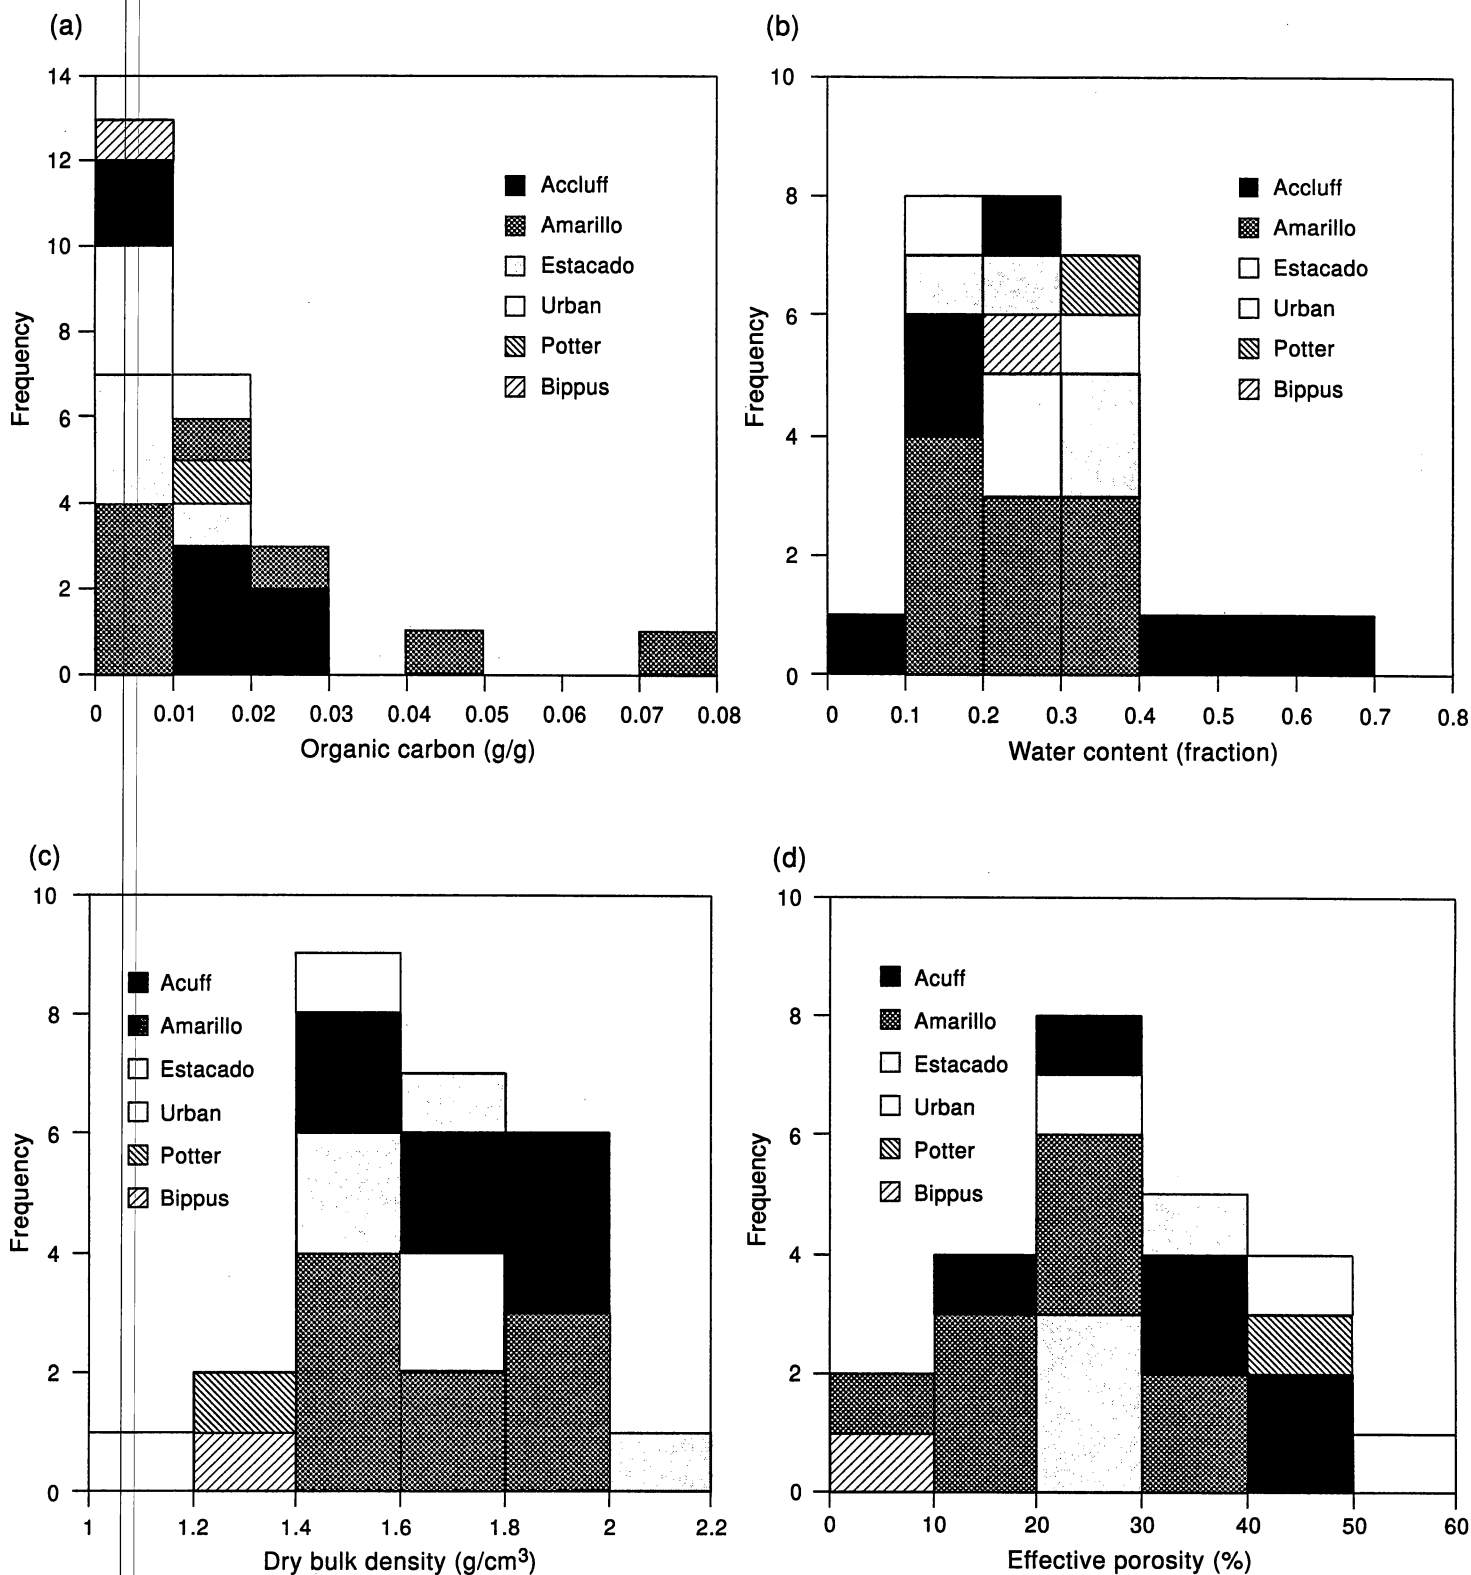 (a)
14
12
10
8
6
4
2
0
Frequency
Accluff
Amarillo
Estacado
Urban
Potter
Bippus
0 0.01 0.02 0.03 0.04 0.05 0.06 0.07 0.08
Organic carbon (g/g)
(b)
10
8
6
4
2
0
Frequency
Accluff
Amarillo
Estacado
Urban
Potter
Bippus
0 0.1 0.2 0.3 0.4 0.5 0.6 0.7 0.8
Water content (fraction)
(c)
10
8
6
4
2
0
Frequency
Acuff
Amarillo
Estacado
Urban
Potter
Bippus
1 1.2 1.4 1.6 1.8 2 2.2
Dry bulk density (g/cm³)
(d)
10
8
6
4
2
0
Frequency
Acuff
Amarillo
Estacado
Urban
Potter
Bippus
0 10 20 30 40 50 60
Effective porosity (%)